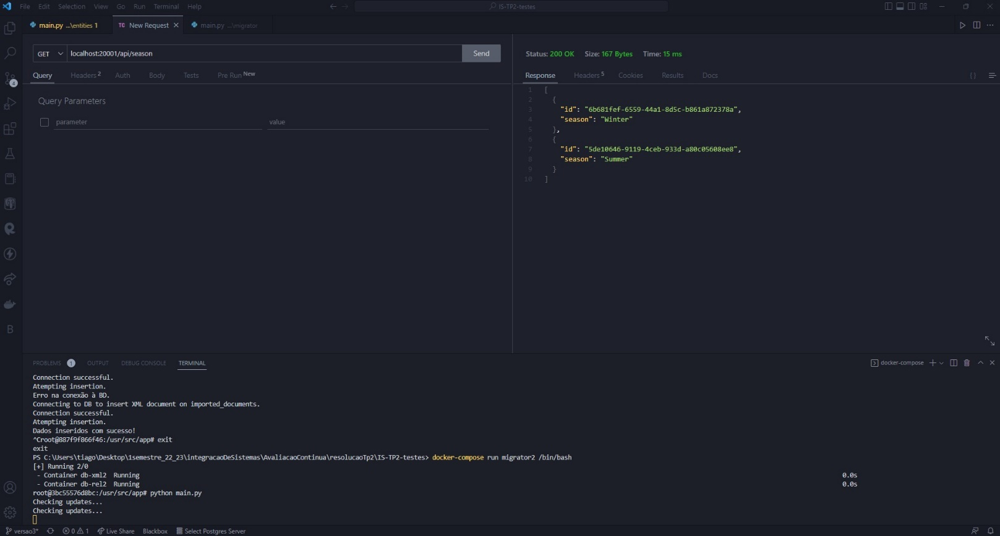 File Edit Selection View Go Run Terminal Help
IS-TP2-testes
main.py ...\entities 1
TC New Request
main.py ...\migrator
GET localhost:20001/api/season Send
Query Headers 2 Auth Body Tests Pre Run New
Query Parameters
parameter value
Status: 200 OK Size: 167 Bytes Time: 15 ms
Response Headers 5 Cookies Results Docs
{}
1 [
2 {
3 "id": "6b681fef-6559-44a1-8d5c-b861a872378a",
4 "season": "Winter"
5 },
6 {
7 "id": "5de10646-9119-4ceb-933d-a80c05608ee8",
8 "season": "Summer"
9 }
10 ]
4
B
PROBLEMS 1 OUTPUT DEBUG CONSOLE TERMINAL
docker-compose
Connection successful.
Atempting insertion.
Erro na conexão à BD.
Connecting to DB to insert XML document on imported_documents.
Connection successful.
Atempting insertion.
Dados inseridos com sucesso!
^Croot@887f9f866f46:/usr/src/app# exit
exit
PS C:\Users\tiago\Desktop\1semestre_22_23\integracaoDeSistemas\AvaliacaoContinua\resolucaoTp2\IS-TP2-testes> docker-compose run migrator2 /bin/bash
[+] Running 2/0
- Container db-xml2 Running 0.0s
- Container db-rel2 Running 0.0s
root@3bc55576d8bc:/usr/src/app# python main.py
Checking updates...
Checking updates...
versao3* 0 1 Live Share Blackbox Select Postgres Server